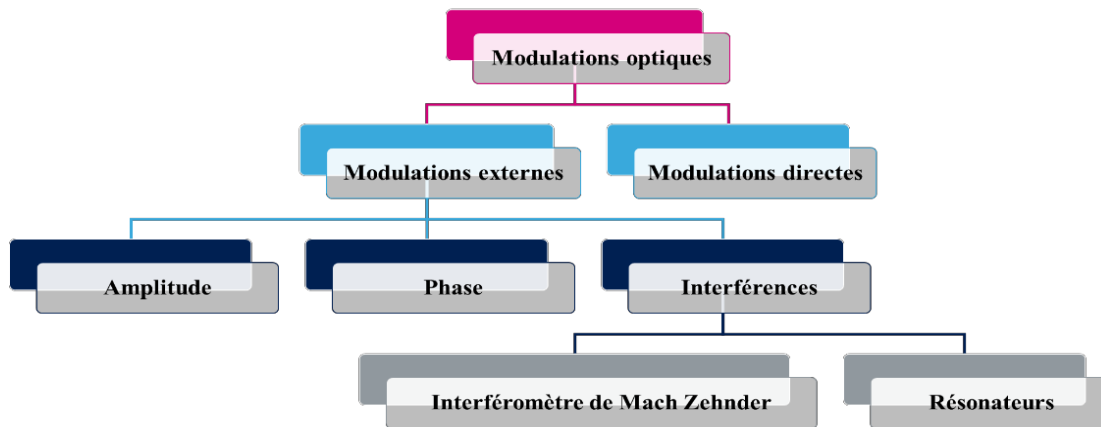 Modulations optiques
Modulations externes
Modulations directes
Amplitude
Phase
Interférences
Interféromètre de Mach Zehnder
Résonateurs